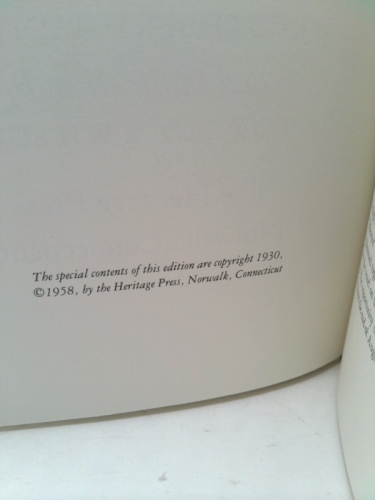 The special contents of this edition are copyright 1930,
©1958, by the Heritage Press, Norwalk, Connecticut